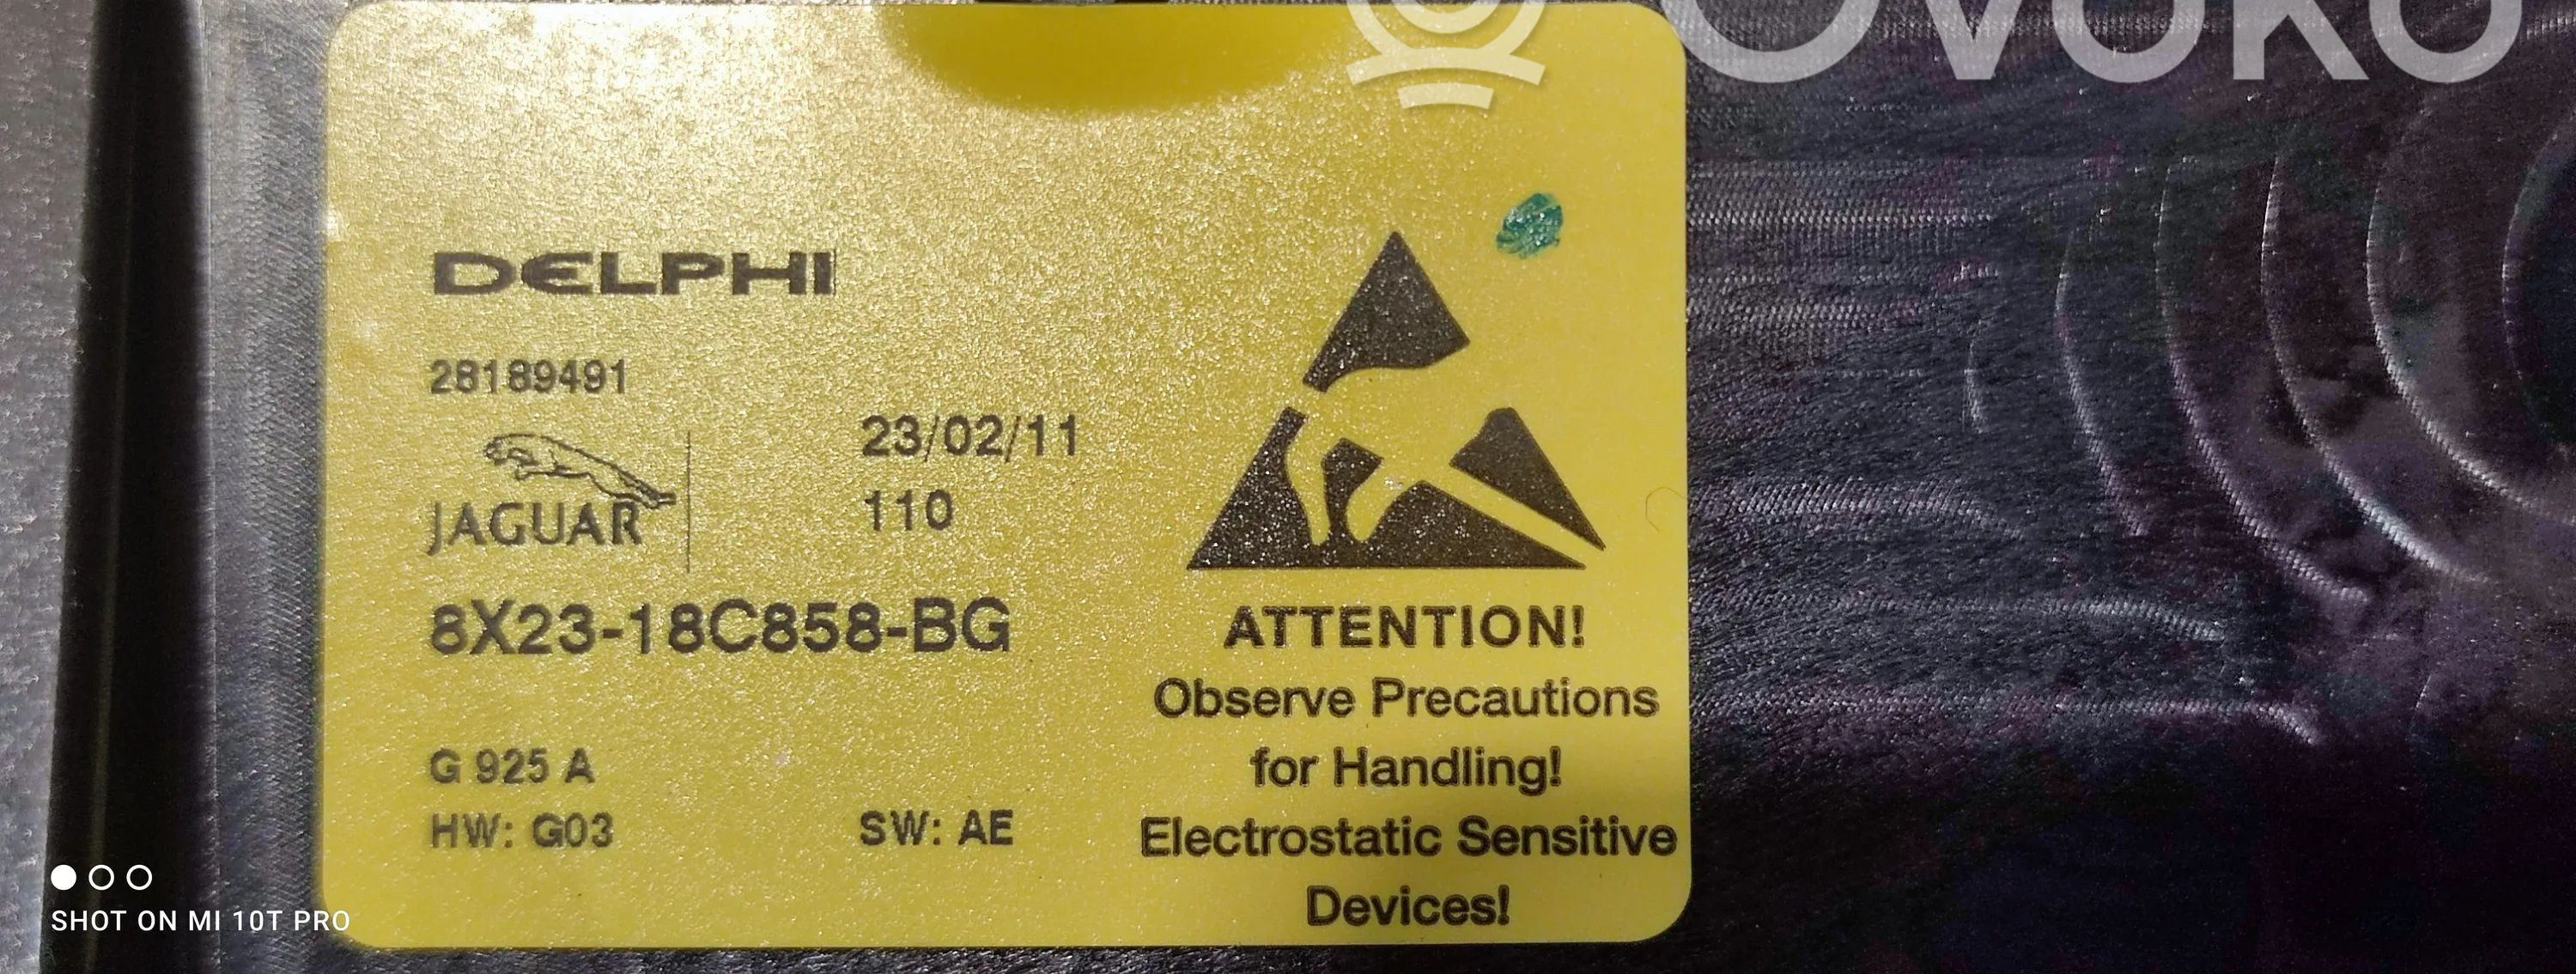 OVOKO
DELPHI
28189491
JAGUAR
23/02/11
110
8X23-18C858-BG
G 925 A
HW: G03
SW: AE
ATTENTION!
Observe Precautions
for Handling!
Electrostatic Sensitive
Devices!
SHOT ON MI 10T PRO